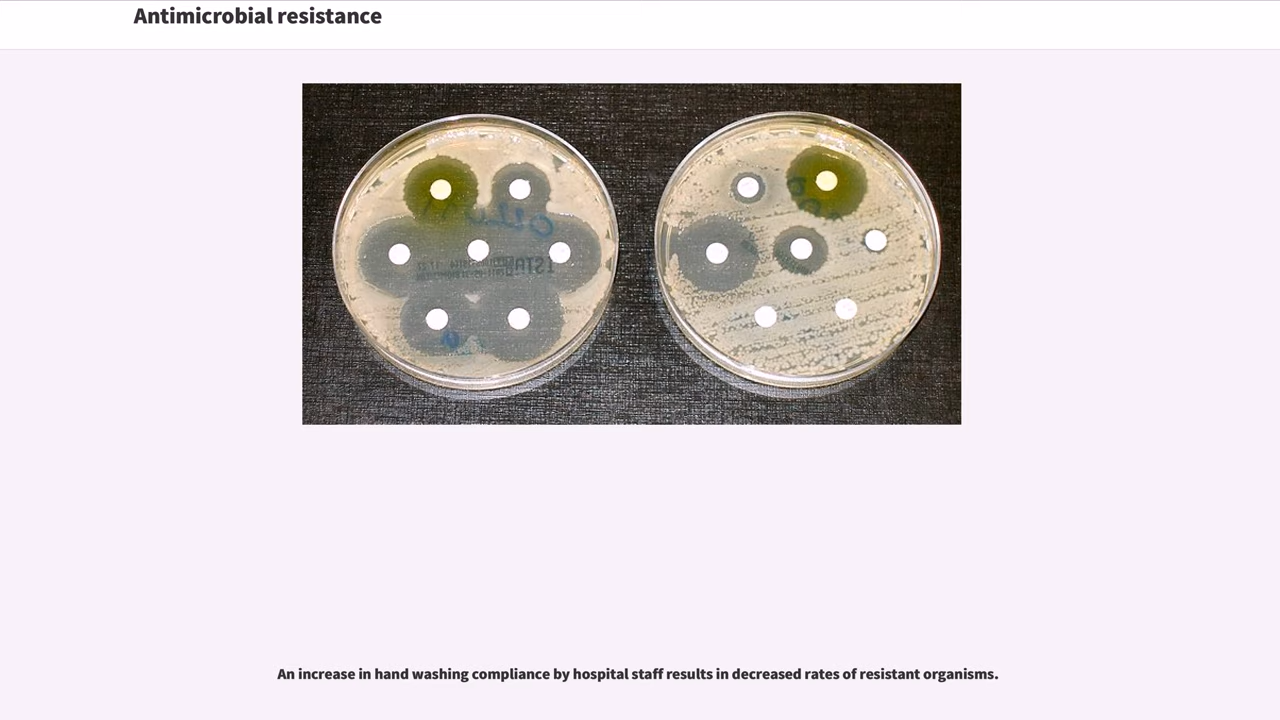 Antimicrobial resistance
An increase in hand washing compliance by hospital staff results in decreased rates of resistant organisms.